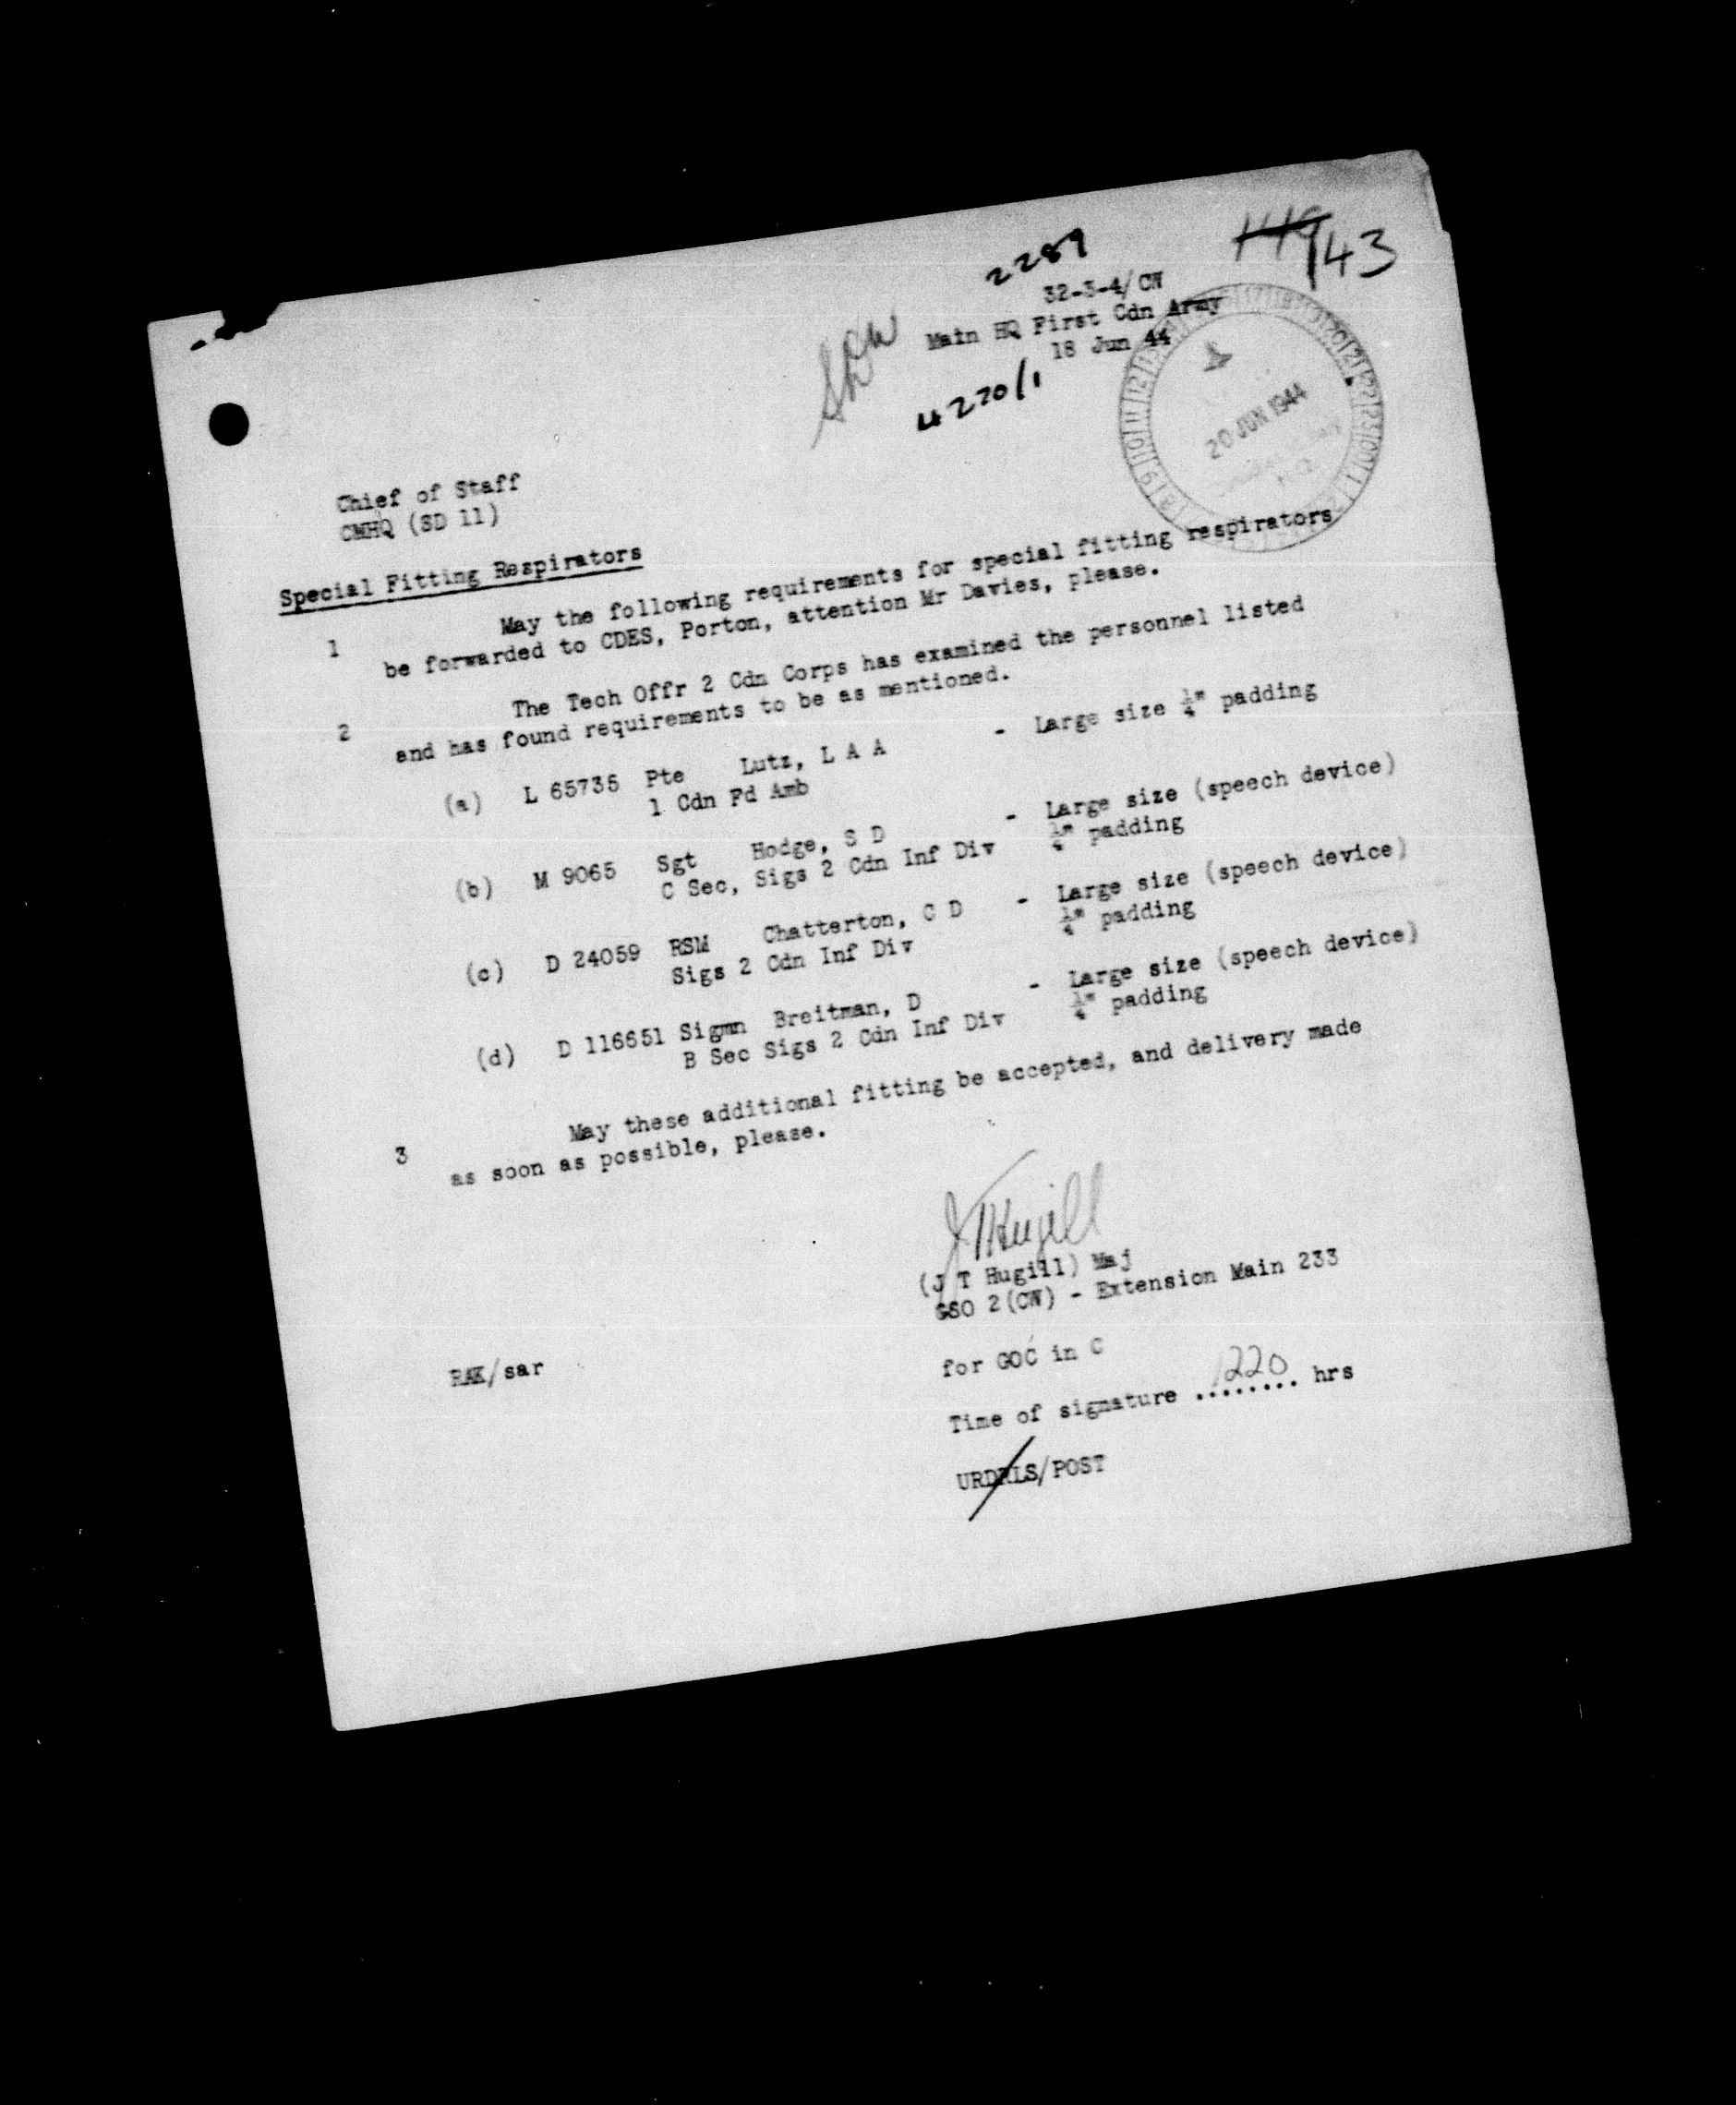 2289
143
32-3-4/CW
Main HQ First Cdn Army
18 Jun 44
4220/1
20 JUN 1944
Chief of Staff
CMHQ (SD 11)
Special Fitting Respirators
1 May the following requirements for special fitting respirators
be forwarded to CDES, Porton, attention Mr Davies, please.
2 The Tech Offr 2 Cdn Corps has examined the personnel listed
and has found requirements to be as mentioned.
(a) L 65735 Pte Lutz, L A A - Large size ¼" padding
1 Cdn Fd Amb
(b) M 9065 Sgt Hodge, S D - Large size (speech device)
C Sec, Sigs 2 Cdn Inf Div ¼" padding
(c) D 24059 RSM Chatterton, C D - Large size (speech device)
Sigs 2 Cdn Inf Div ¼" padding
(d) D 116651 Sigmn Breitman, D - Large size (speech device)
B Sec Sigs 2 Cdn Inf Div ¼" padding
3 May these additional fitting be accepted, and delivery made
as soon as possible, please.
J T Hugill
(J T Hugill) Maj
GSO 2(CW) - Extension Main 233
for GOC in C
RAK/sar
Time of signature 1220 hrs
URDRLS/POST